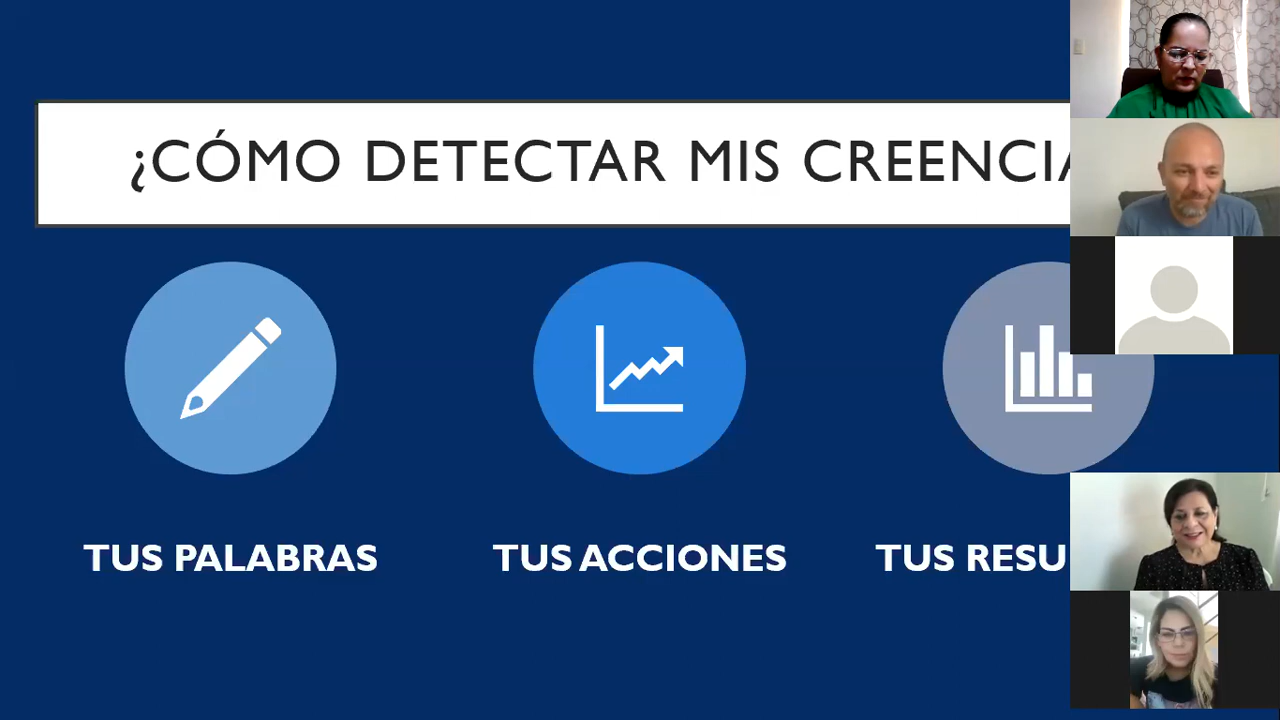 ¿CÓMO DETECTAR MIS CREENCIA
TUS PALABRAS
TUS ACCIONES
TUS RESU